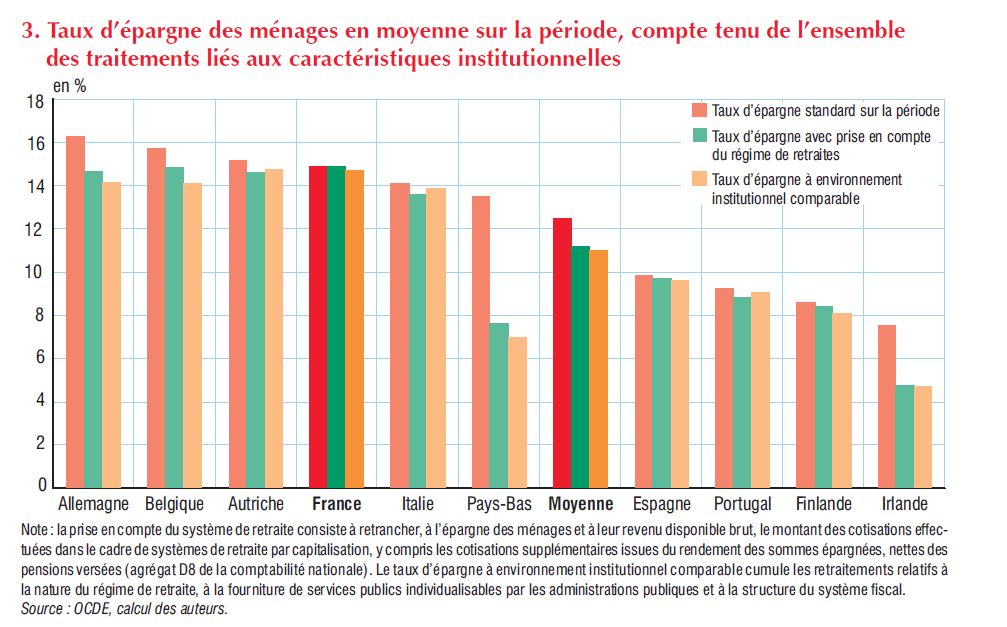 3. Taux d’épargne des ménages en moyenne sur la période, compte tenu de l’ensemble
des traitements liés aux caractéristiques institutionnelles
en %
18
16
14
12
10
8
6
4
2
0
Taux d’épargne standard sur la période
Taux d’épargne avec prise en compte
du régime de retraites
Taux d’épargne à environnement
institutionnel comparable
Allemagne Belgique Autriche France Italie Pays-Bas Moyenne Espagne Portugal Finlande Irlande
Note : la prise en compte du système de retraite consiste à retrancher, à l’épargne des ménages et à leur revenu disponible brut, le montant des cotisations effec-
tuées dans le cadre de systèmes de retraite par capitalisation, y compris les cotisations supplémentaires issues du rendement des sommes épargnées, nettes des
pensions versées (agrégat D8 de la comptabilité nationale). Le taux d’épargne à environnement institutionnel comparable cumule les retraitements relatifs à
la nature du régime de retraite, à la fourniture de services publics individualisables par les administrations publiques et à la structure du système fiscal.
Source : OCDE, calcul des auteurs.